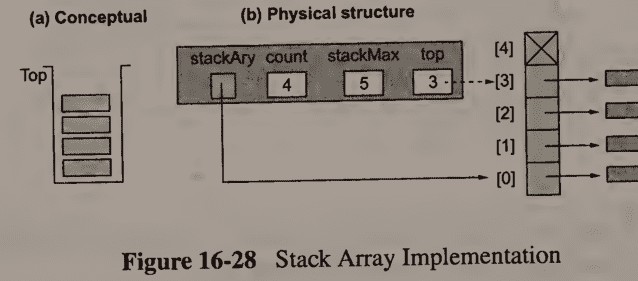 (a) Conceptual
(b) Physical structure
Top
stackAry count stackMax top
4 5 3
[4]
[3]
[2]
[1]
[0]
Figure 16-28 Stack Array Implementation